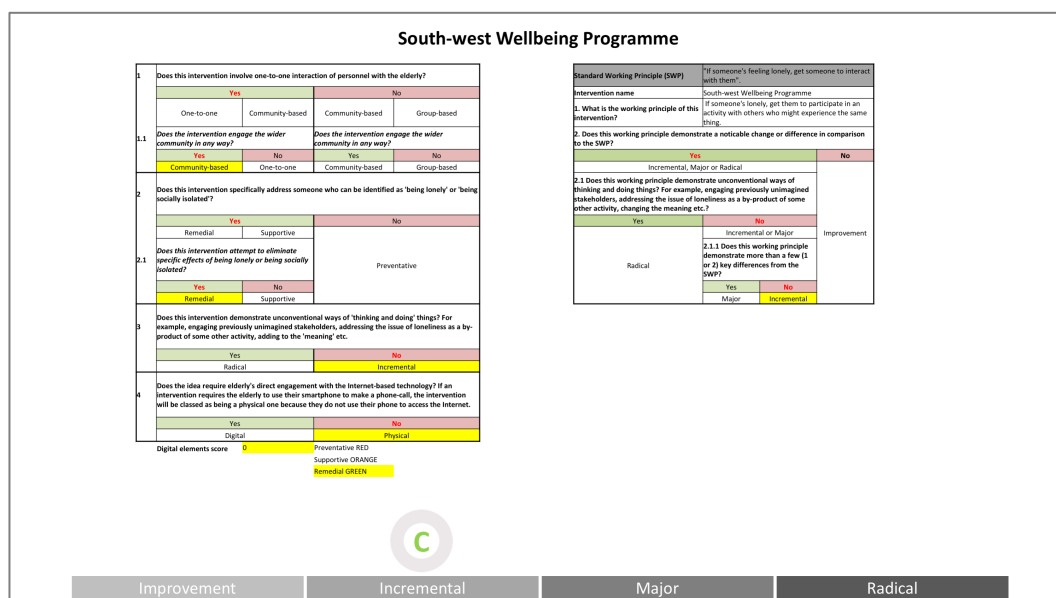 South-west Wellbeing Programme
1
Does this intervention involve one-to-one interaction of personnel with the elderly?
Yes No
One-to-one Community-based Community-based Group-based
1.1
Does the intervention engage the wider
community in any way?
Does the intervention engage the wider
community in any way?
Yes No Yes No
Community-based One-to-one Community-based Group-based
2
Does this intervention specifically address someone who can be identified as 'being lonely' or 'being
socially isolated'?
Yes No
Remedial Supportive
2.1
Does this intervention attempt to eliminate
specific effects of being lonely or being socially
isolated?
Preventative
Yes No
Remedial Supportive
3
Does this intervention demonstrate unconventional ways of 'thinking and doing' things? For
example, engaging previously unimagined stakeholders, addressing the issue of loneliness as a by-
product of some other activity, adding to the 'meaning' etc.
Yes No
Radical Incremental
4
Does the idea require elderly's direct engagement with the Internet-based technology? If an
intervention requires the elderly to use their smartphone to make a phone-call, the intervention
will be classed as being a physical one because they do not use their phone to access the Internet.
Yes No
Digital Physical
Digital elements score 0 Preventative RED
Supportive ORANGE
Remedial GREEN
Standard Working Principle (SWP)
"If someone's feeling lonely, get someone to interact
with them".
Intervention name South-west Wellbeing Programme
1. What is the working principle of this
intervention?
If someone's lonely, get them to participate in an
activity with others who might experience the same
thing.
2. Does this working principle demonstrate a noticable change or difference in comparison
to the SWP?
Yes No
Incremental, Major or Radical
2.1 Does this working principle demonstrate unconventional ways of
thinking and doing things? For example, engaging previously unimagined
stakeholders, addressing the issue of loneliness as a by-product of some
other activity, changing the meaning etc.?
Yes No
Incremental or Major
Improvement
Radical
2.1.1 Does this working principle
demonstrate more than a few (1
or 2) key differences from the
SWP?
Yes No
Major Incremental
C
Improvement Incremental Major Radical